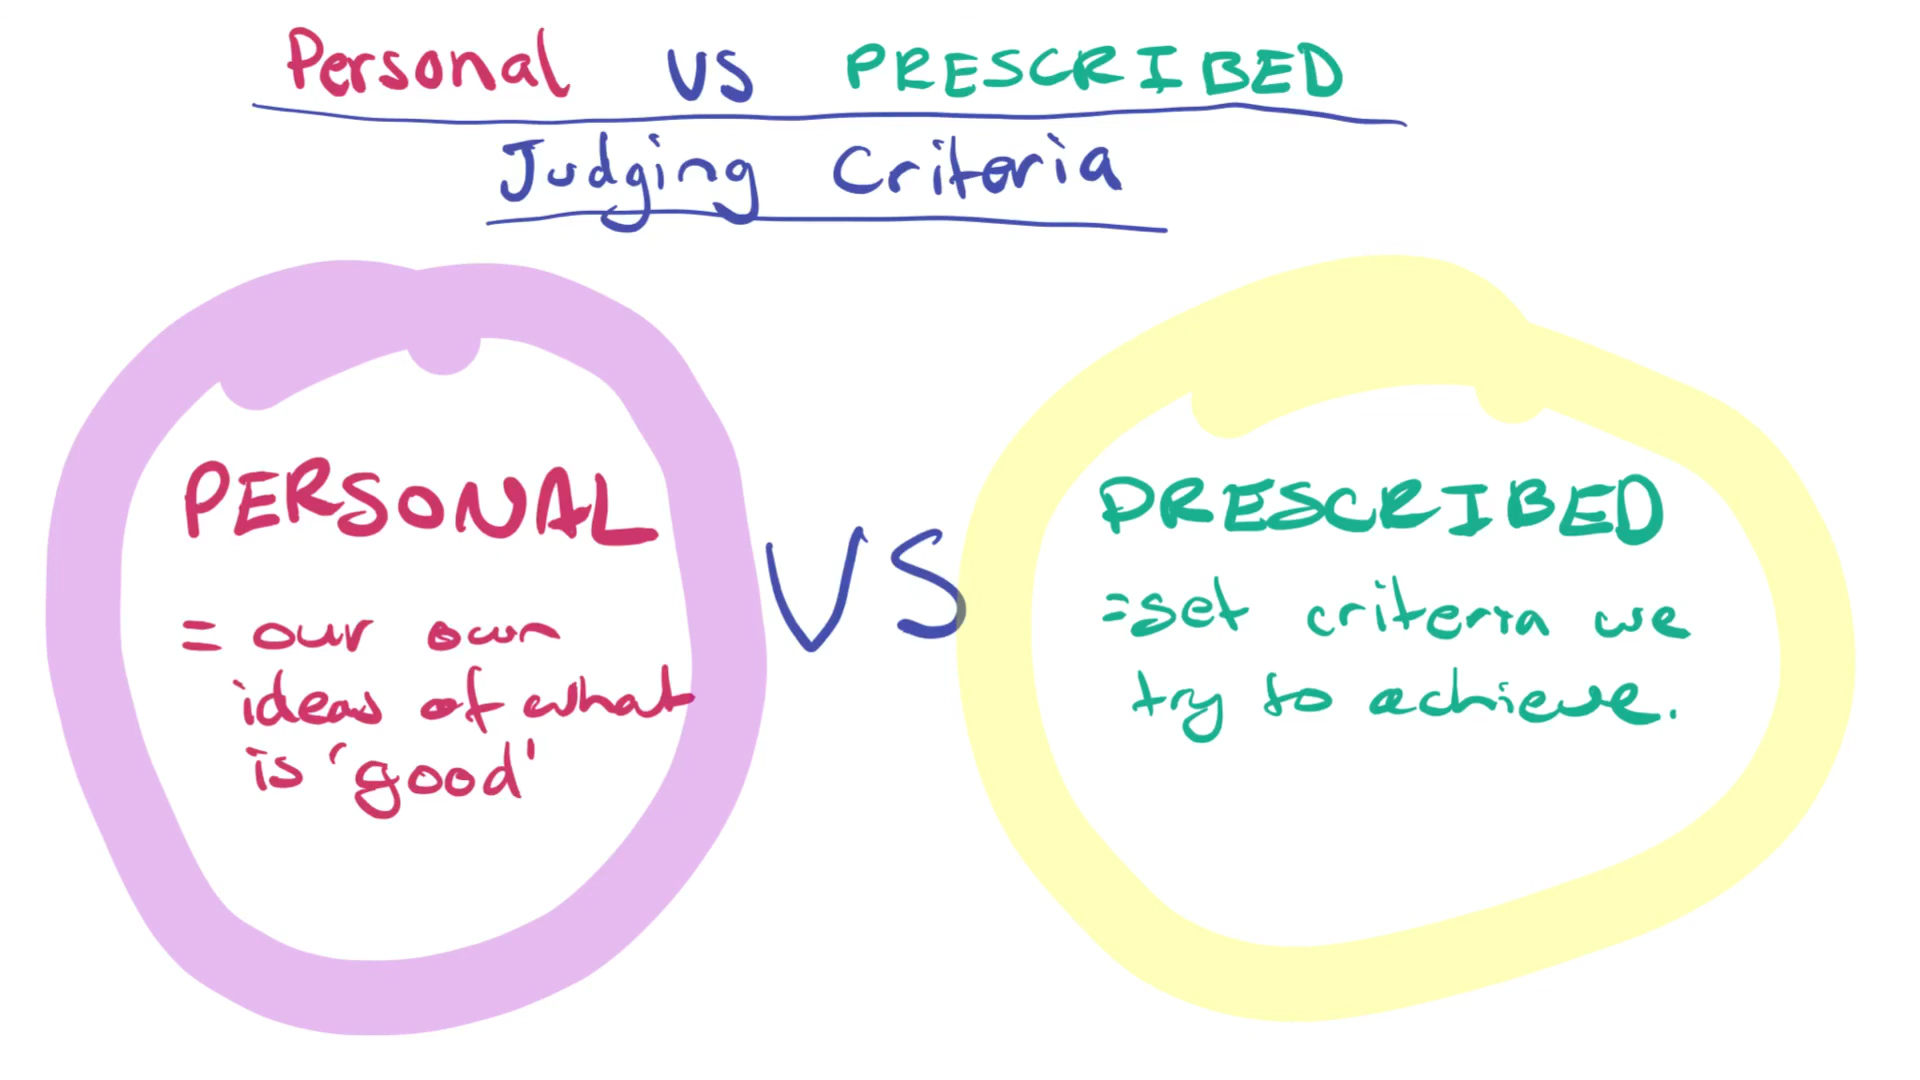 Personal VS PRESCRIBED
Judging Criteria
PERSONAL
= our own
ideas of what
is 'good'
VS
PRESCRIBED
=set criteria we
try to achieve.